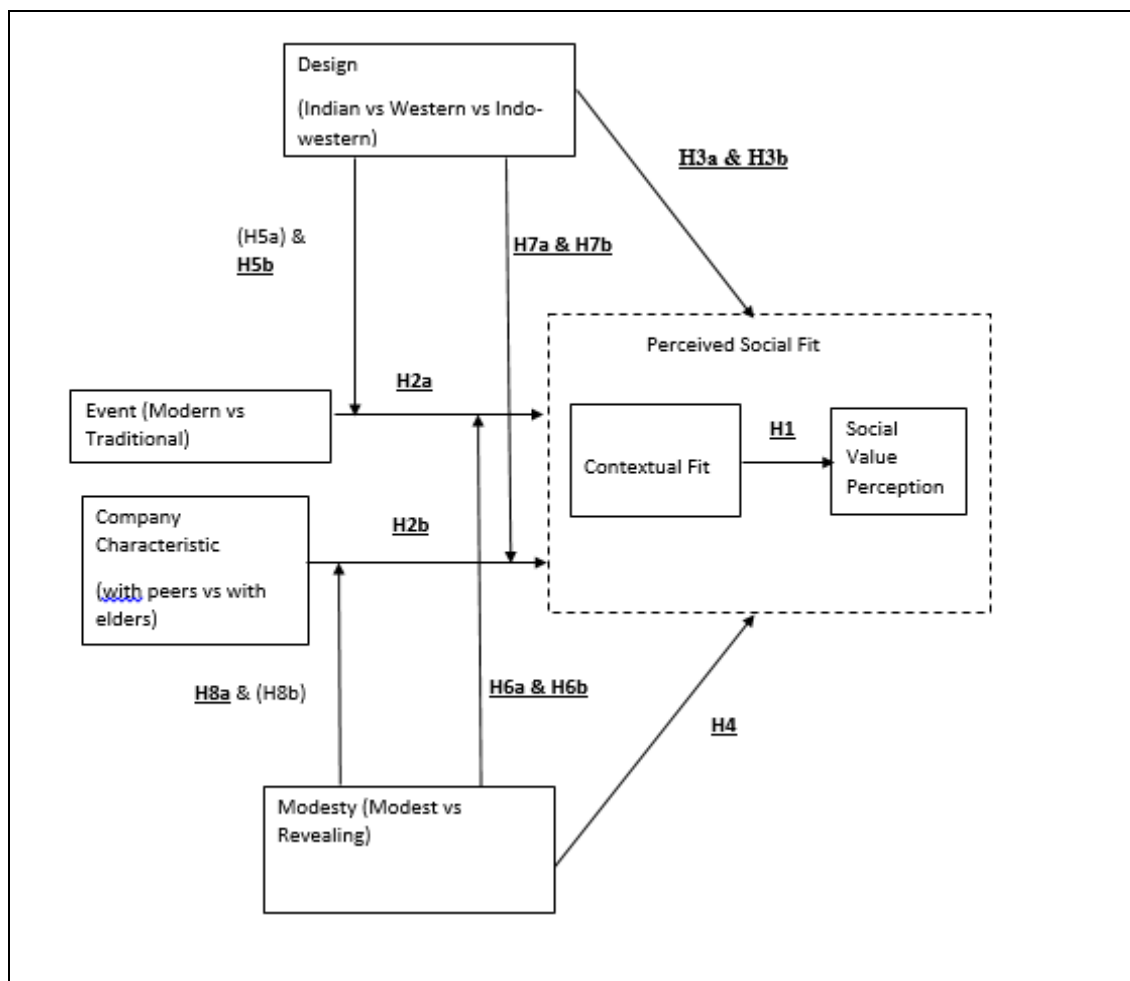 Design
(Indian vs Western vs Indo-
western)
H3a & H3b
(H5a) &
H5b
H7a & H7b
Perceived Social Fit
H2a
Event (Modern vs
Traditional)
Contextual Fit
H1
Social
Value
Perception
Company
Characteristic
(with peers vs with
elders)
H2b
H8a & (H8b)
H6a & H6b
H4
Modesty (Modest vs
Revealing)